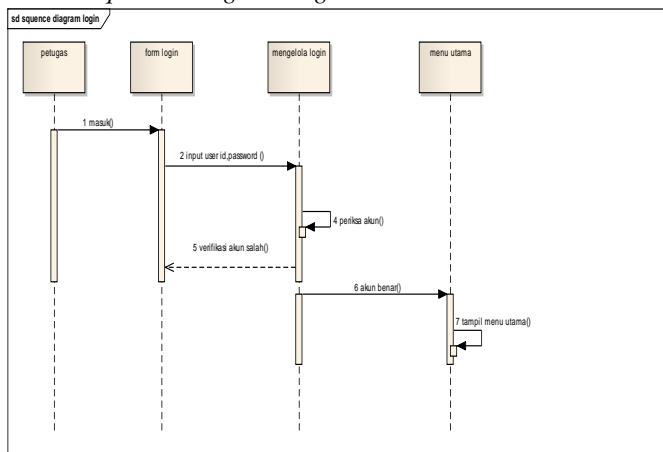 sd squence diagram login
petugas
form login
mengelola login
menu utama
1 masuk()
2 input user id,password ()
4 periksa akun()
5 verifikasi akun salah()
6 akun benar()
7 tampil menu utama()